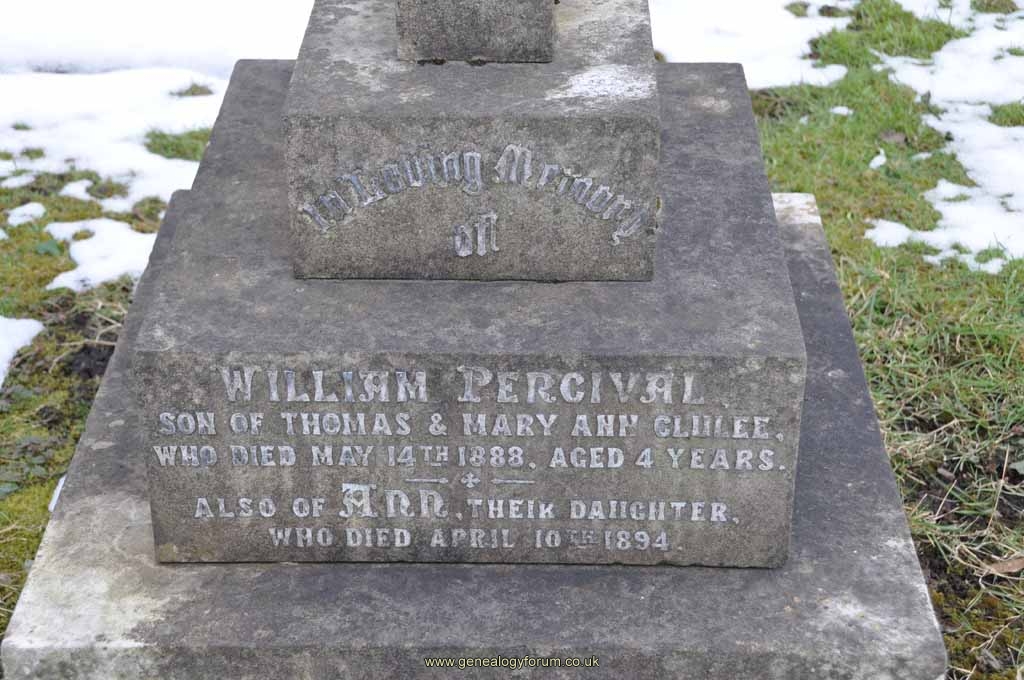 In Loving Memory
of
WILLIAM PERCIVAL,
SON OF THOMAS & MARY ANN CLULEE,
WHO DIED MAY 14TH 1888, AGED 4 YEARS.
ALSO OF ANN, THEIR DAUGHTER,
WHO DIED APRIL 10TH 1894.
www.genealogyforum.co.uk